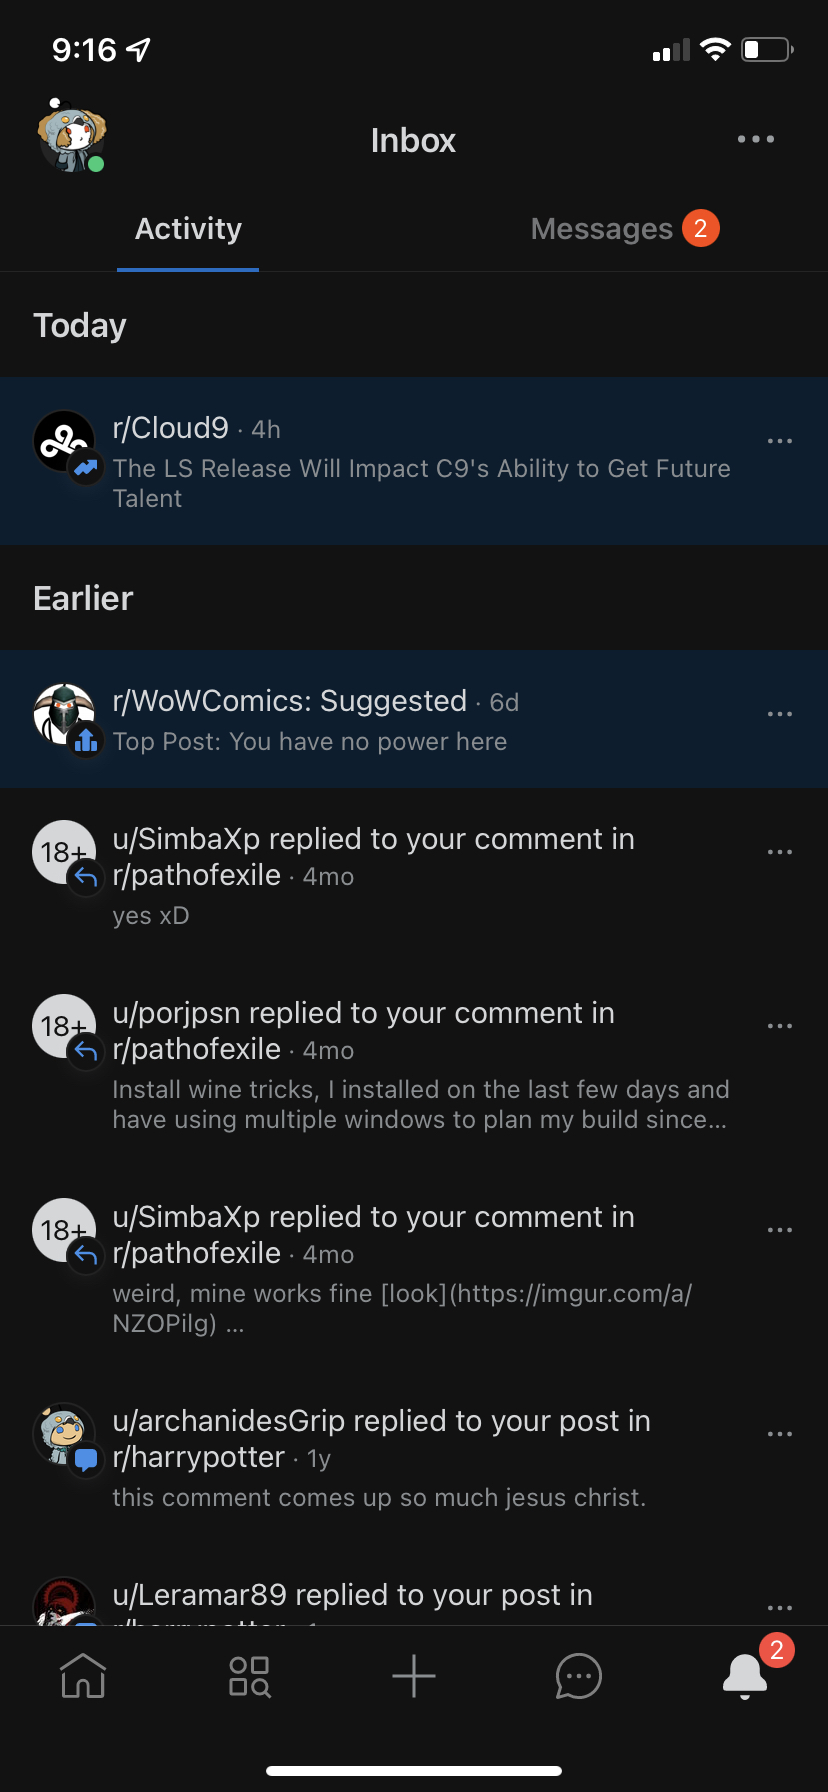 9:16
Inbox
Activity
Messages 2
Today
r/Cloud9 · 4h
The LS Release Will Impact C9's Ability to Get Future
Talent
Earlier
r/WoWComics: Suggested · 6d
Top Post: You have no power here
18+
u/SimbaXp replied to your comment in
r/pathofexile · 4mo
yes xD
18+
u/porjpsn replied to your comment in
r/pathofexile · 4mo
Install wine tricks, I installed on the last few days and
have using multiple windows to plan my build since...
18+
u/SimbaXp replied to your comment in
r/pathofexile · 4mo
weird, mine works fine [look](https://imgur.com/a/
NZOPilg) ...
u/archanidesGrip replied to your post in
r/harrypotter · 1y
this comment comes up so much jesus christ.
u/Leramar89 replied to your post in
2